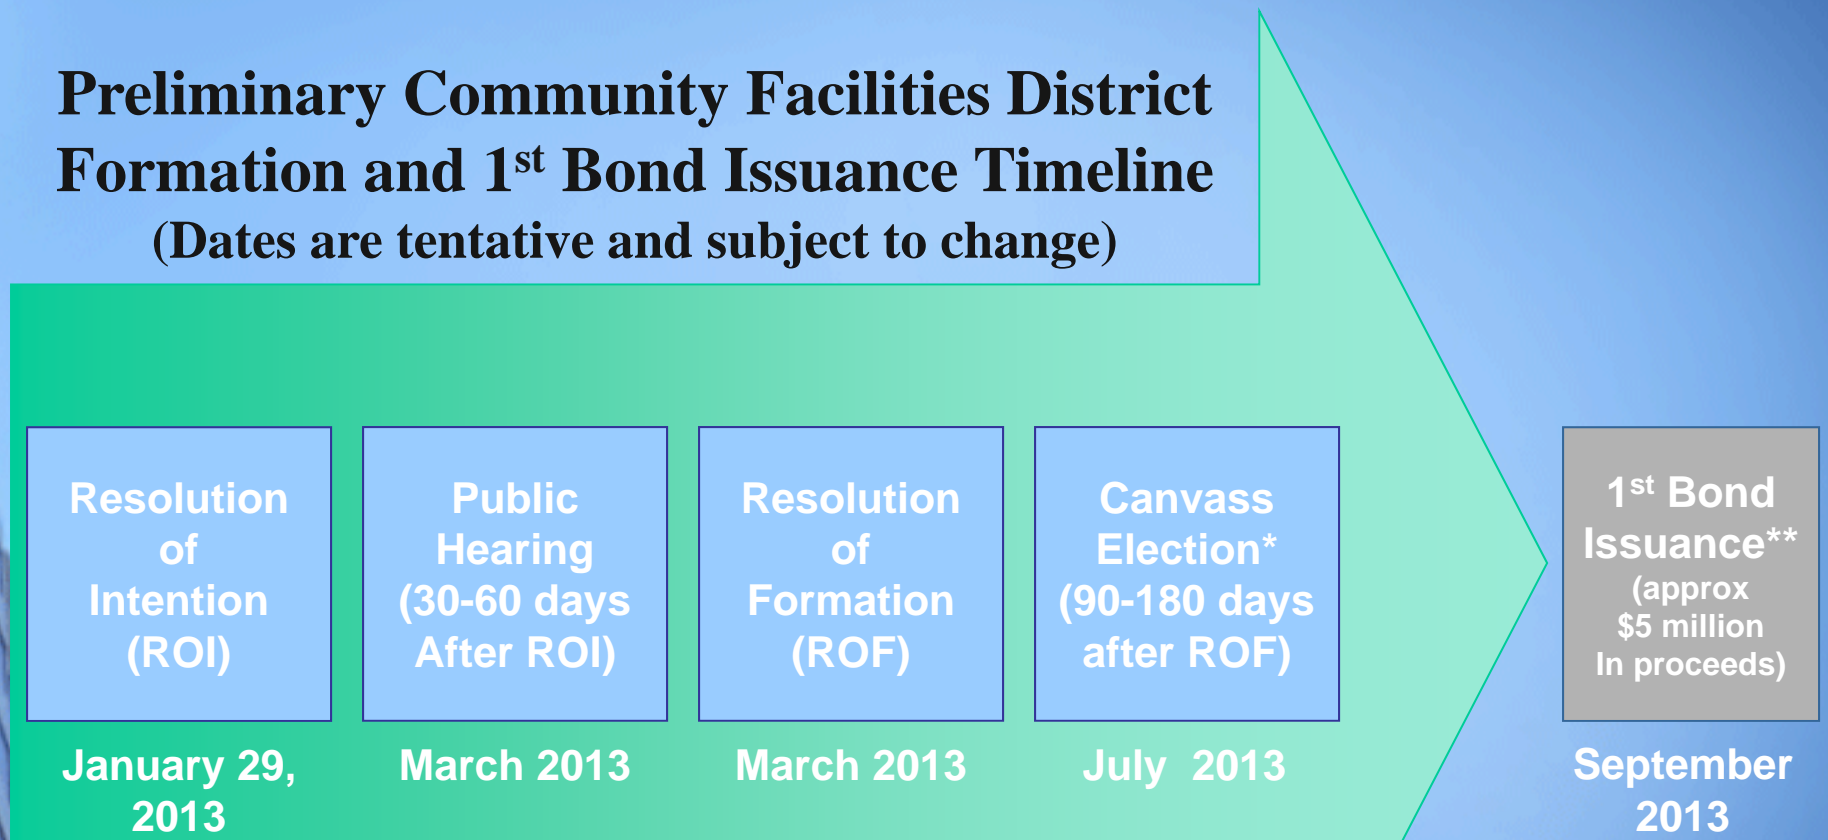 Preliminary Community Facilities District
Formation and 1st Bond Issuance Timeline
(Dates are tentative and subject to change)
Resolution
of
Intention
(ROI)
January 29,
2013
Public
Hearing
(30-60 days
After ROI)
March 2013
Resolution
of
Formation
(ROF)
March 2013
Canvass
Election*
(90-180 days
after ROF)
July 2013
1st Bond
Issuance**
(approx
$5 million
In proceeds)
September
2013